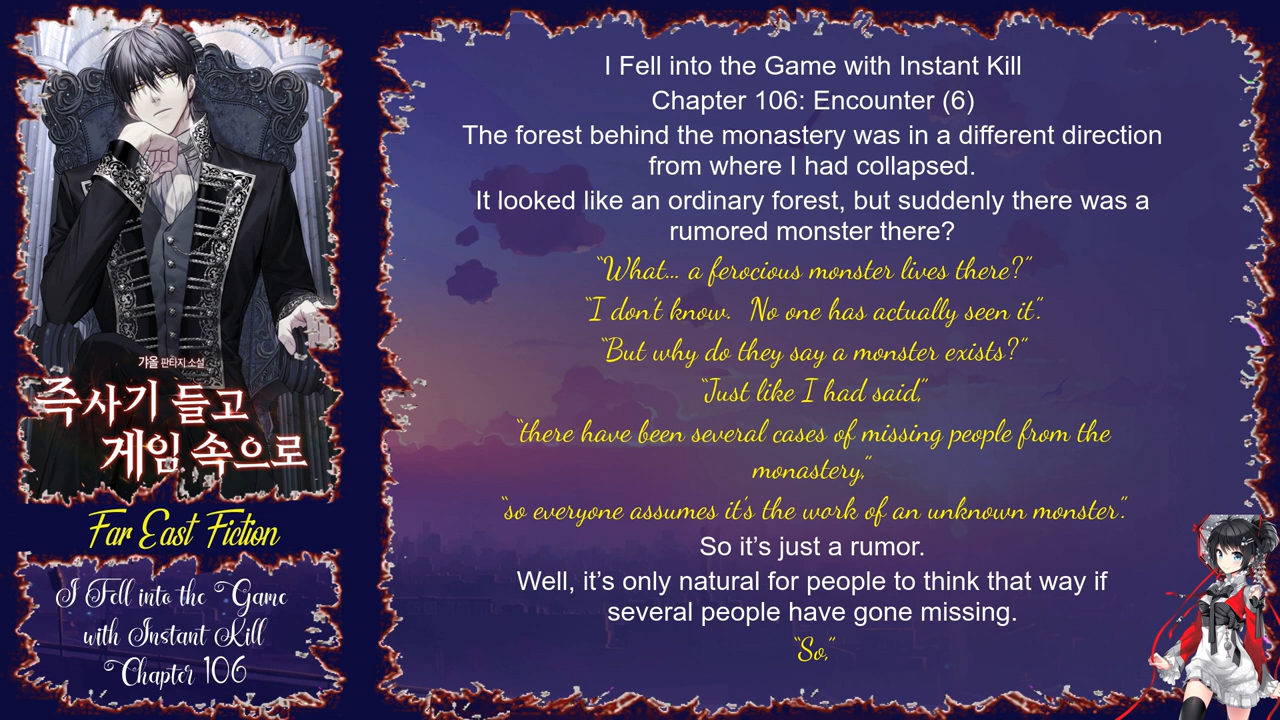 갸올 판타지 소설
즉사기 들고
게임 속으로
Far East Fiction
I Fell into the Game
with Instant Kill
Chapter 106
I Fell into the Game with Instant Kill
Chapter 106: Encounter (6)
The forest behind the monastery was in a different direction
from where I had collapsed.
It looked like an ordinary forest, but suddenly there was a
rumored monster there?
“What... a ferocious monster lives there?”
“I don’t know.  No one has actually seen it”.
“But why do they say a monster exists?”
“Just like I had said,”
“there have been several cases of missing people from the
monastery,”
“so everyone assumes it’s the work of an unknown monster”.
So it’s just a rumor.
Well, it’s only natural for people to think that way if
several people have gone missing.
“So,”